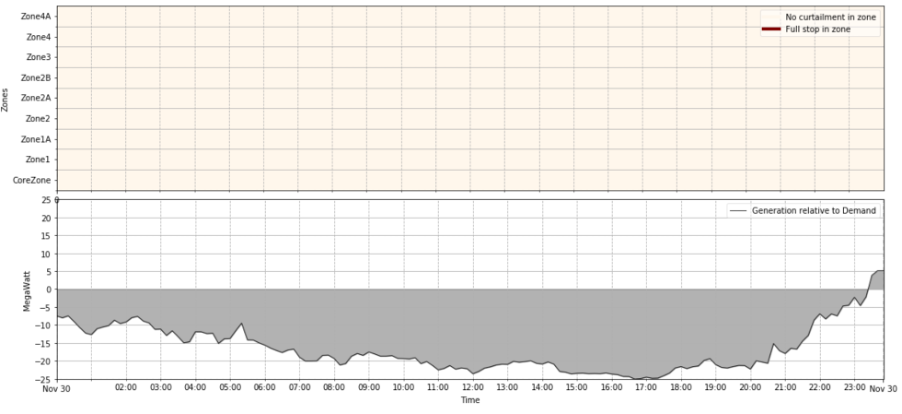 Zone4A
Zone4
Zone3
Zone2B
Zone2A
Zone2
Zone1A
Zone1
CoreZone
Zones
No curtailment in zone
Full stop in zone
0
25
20
15
10
5
0
−5
−10
−15
−20
−25
MegaWatt
Generation relative to Demand
Nov 30 02:00 03:00 04:00 05:00 06:00 07:00 08:00 09:00 10:00 11:00 12:00 13:00 14:00 15:00 16:00 17:00 18:00 19:00 20:00 21:00 22:00 23:00 Nov 30
Time